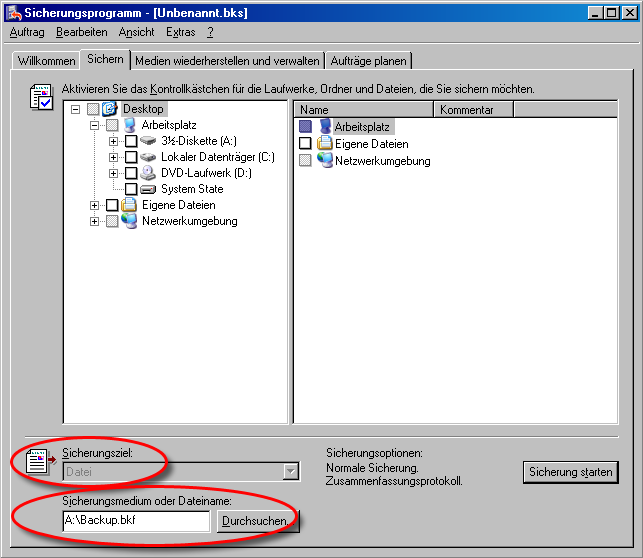 Sicherungsprogramm - [Unbenannt.bks]
Auftrag Bearbeiten Ansicht Extras ?
Willkommen Sichern Medien wiederherstellen und verwalten Aufträge planen
Aktivieren Sie das Kontrollkästchen für die Laufwerke, Ordner und Dateien, die Sie sichern möchten.
Desktop
Arbeitsplatz
3½-Diskette (A:)
Lokaler Datenträger (C:)
DVD-Laufwerk (D:)
System State
Eigene Dateien
Netzwerkumgebung
Name Kommentar
Arbeitsplatz
Eigene Dateien
Netzwerkumgebung
Sicherungsziel:
Datei
Sicherungsmedium oder Dateiname:
A:\Backup.bkf Durchsuchen...
Sicherungsoptionen:
Normale Sicherung.
Zusammenfassungsprotokoll.
Sicherung starten